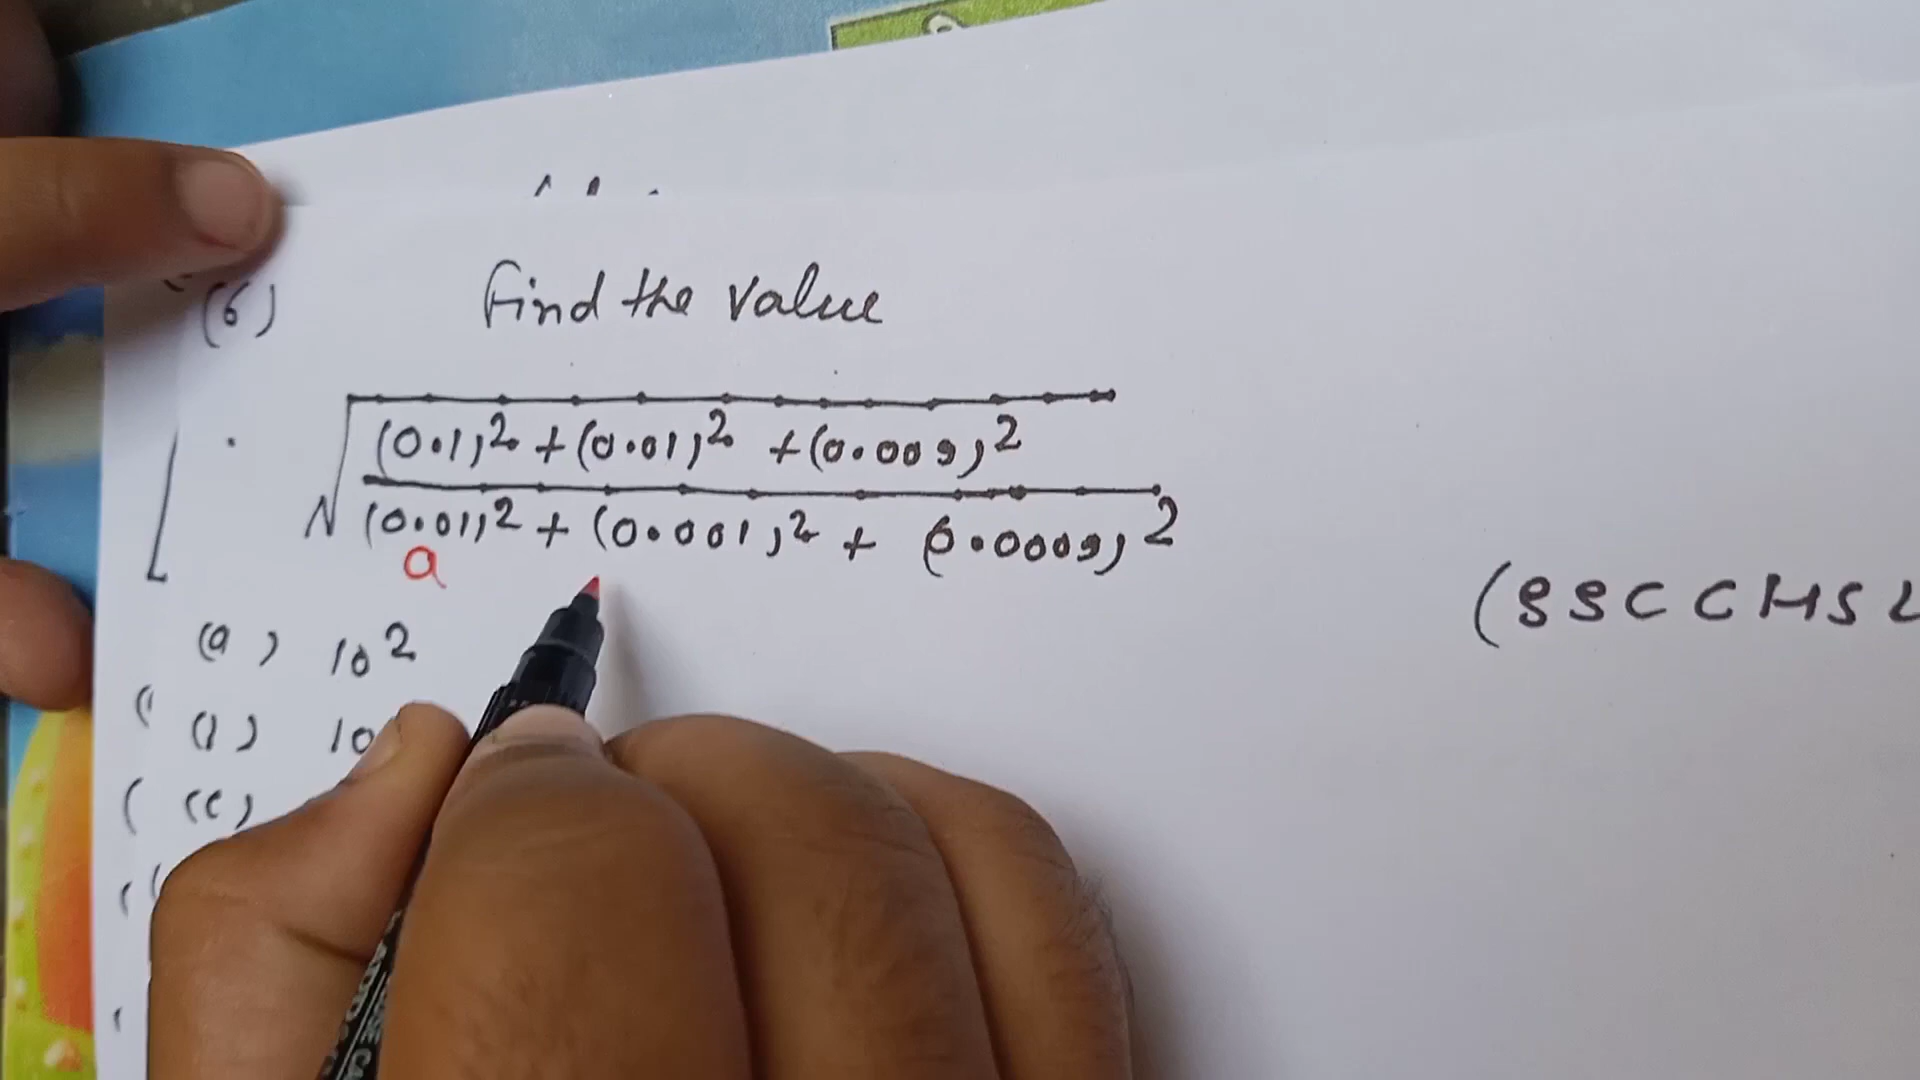 (6) Find the value
√ (0.1)² + (0.01)² + (0.009)²
(0.01)² + (0.001)² + (0.0009)²
a
(SSC CHSL
(a) 10²
10
(c)